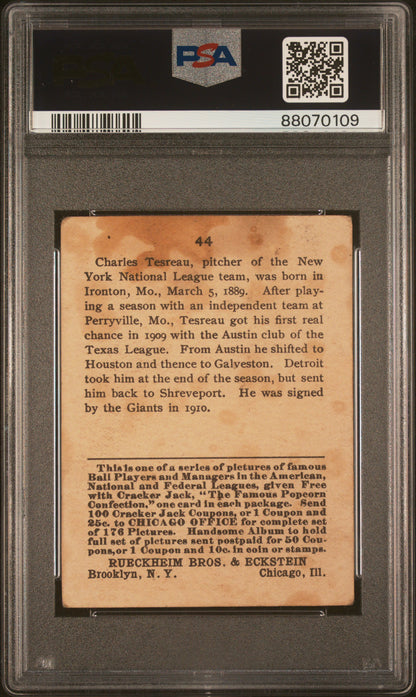 PSA
88070109
44
Charles Tesreau, pitcher of the New
York National League team, was born in
Ironton, Mo., March 5, 1889. After play-
ing a season with an independent team at
Perryville, Mo., Tesreau got his first real
chance in 1909 with the Austin club of the
Texas League. From Austin he shifted to
Houston and thence to Galveston. Detroit
took him at the end of the season, but sent
him back to Shreveport. He was signed
by the Giants in 1910.
This is one of a series of pictures of famous
Ball Players and Managers in the American,
National and Federal Leagues, given Free
with Cracker Jack, "The Famous Popcorn
Confection," one card in each package. Send
100 Cracker Jack Coupons, or 1 Coupon and
25c. to CHICAGO OFFICE for complete set
of 176 Pictures. Handsome Album to hold
full set of pictures sent postpaid for 50 Cou-
pons, or 1 Coupon and 10c. in coin or stamps.
RUECKHEIM BROS. & ECKSTEIN
Brooklyn, N. Y. Chicago, Ill.